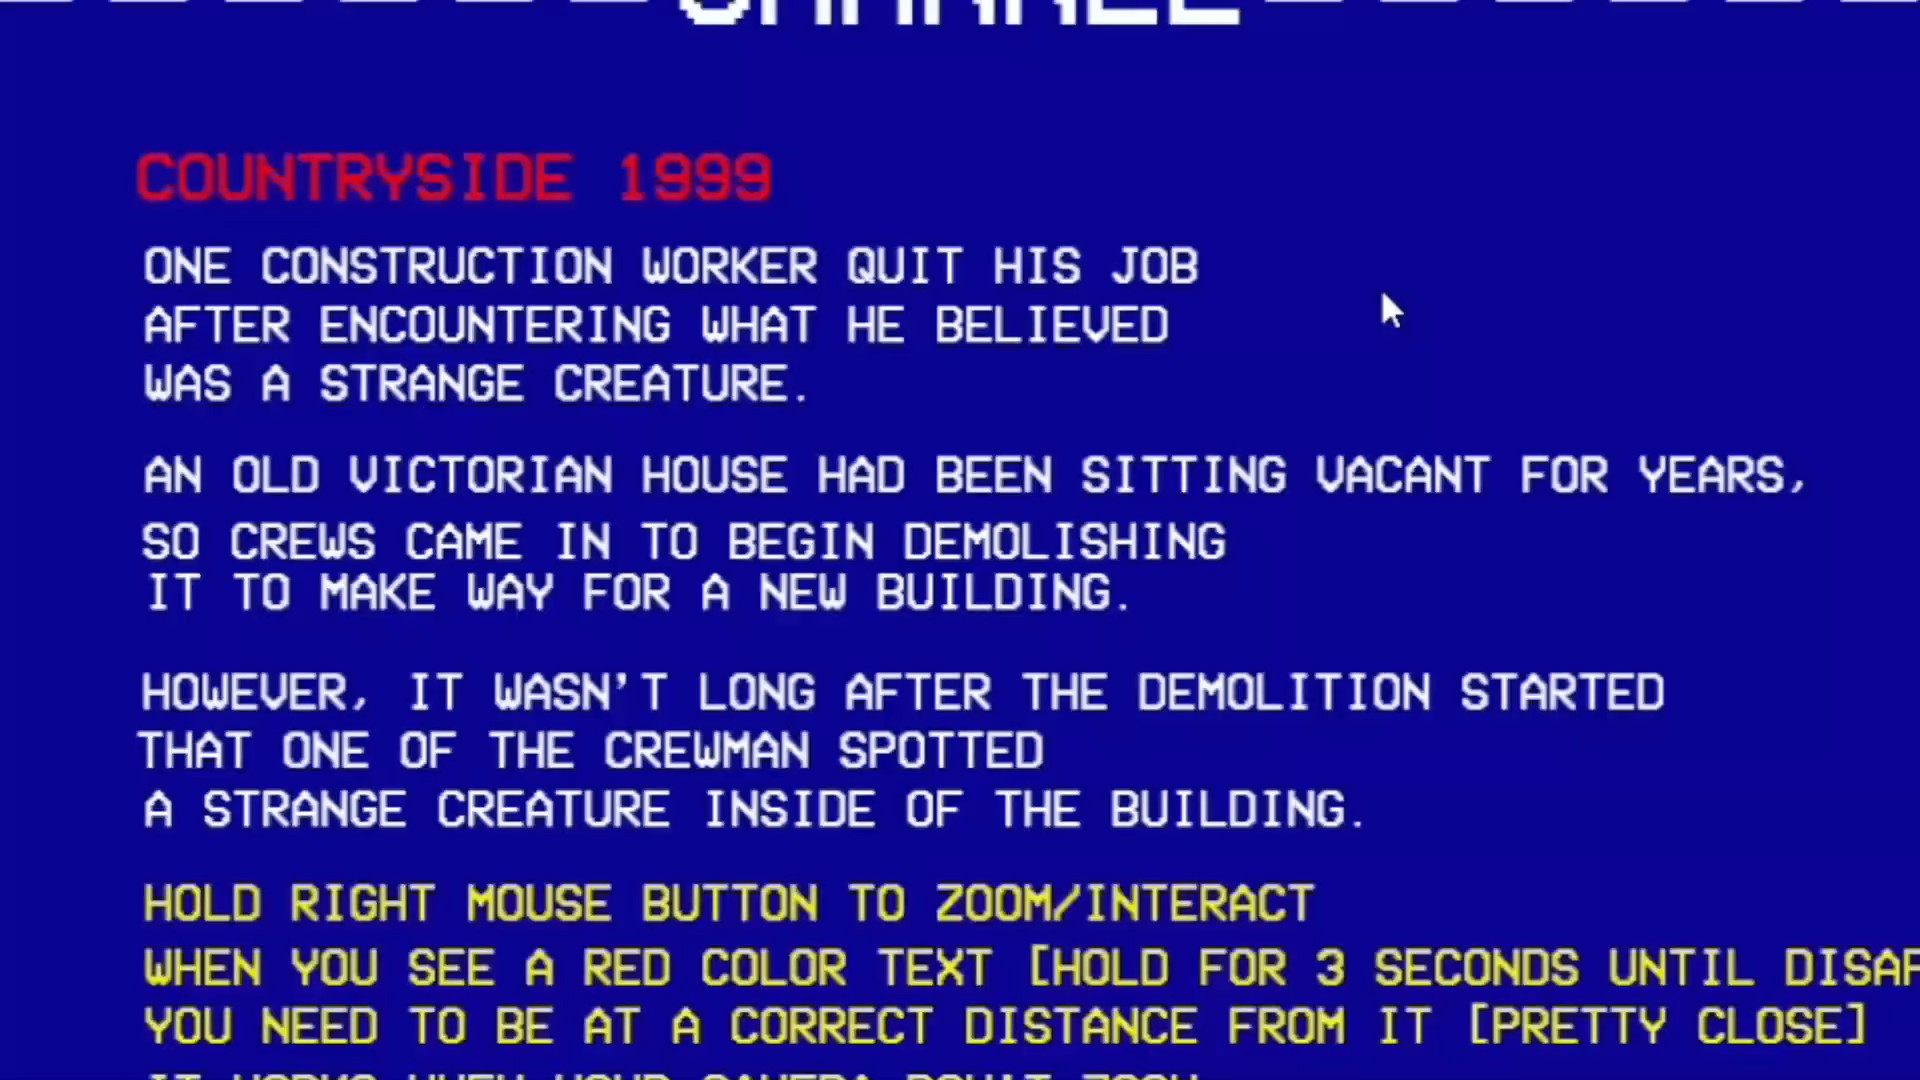 COUNTRYSIDE 1999
ONE CONSTRUCTION WORKER QUIT HIS JOB
AFTER ENCOUNTERING WHAT HE BELIEVED
WAS A STRANGE CREATURE.
AN OLD VICTORIAN HOUSE HAD BEEN SITTING VACANT FOR YEARS,
SO CREWS CAME IN TO BEGIN DEMOLISHING
IT TO MAKE WAY FOR A NEW BUILDING.
HOWEVER, IT WASN'T LONG AFTER THE DEMOLITION STARTED
THAT ONE OF THE CREWMAN SPOTTED
A STRANGE CREATURE INSIDE OF THE BUILDING.
HOLD RIGHT MOUSE BUTTON TO ZOOM/INTERACT
WHEN YOU SEE A RED COLOR TEXT [HOLD FOR 3 SECONDS UNTIL
YOU NEED TO BE AT A CORRECT DISTANCE FROM IT [PRETTY CLOSE]